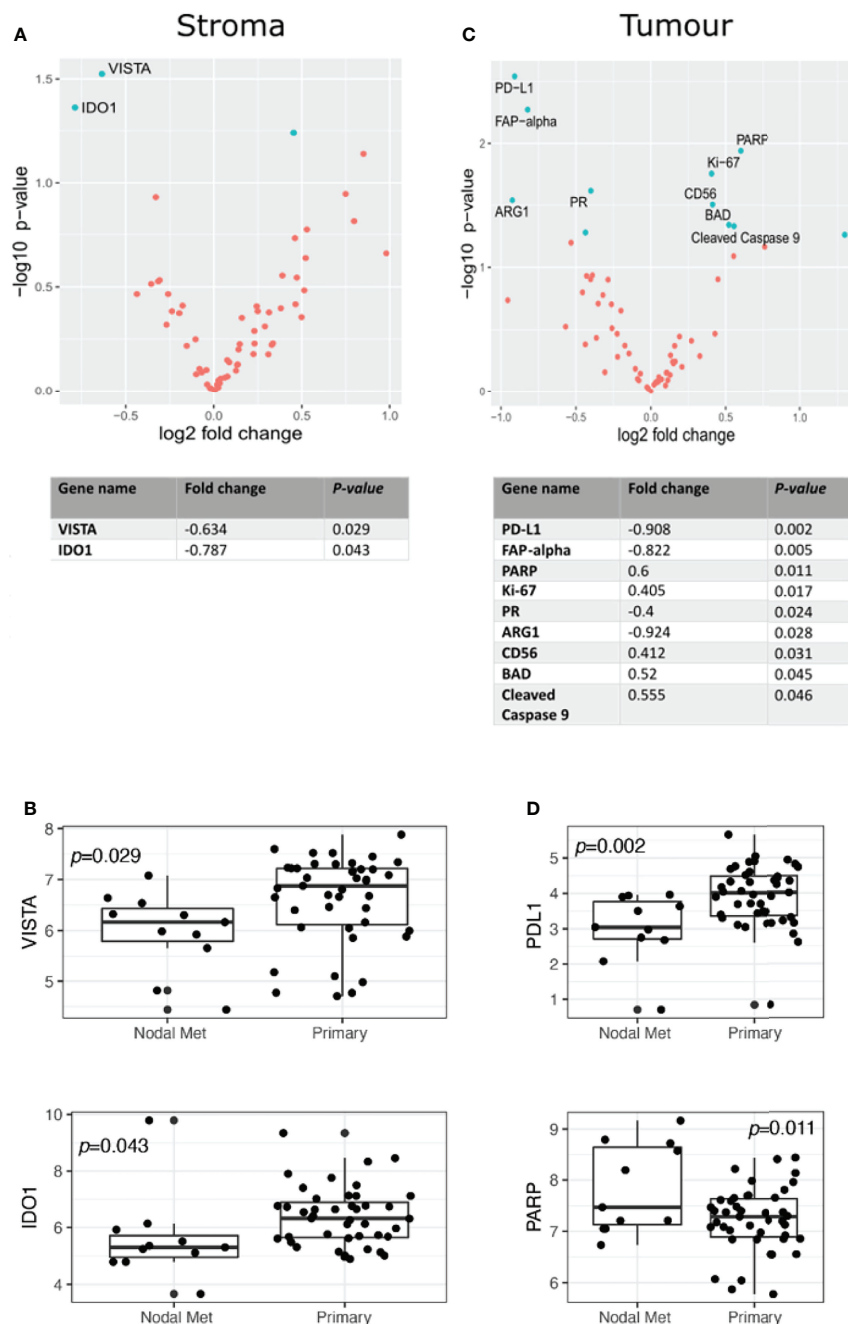 A
Stroma
VISTA
IDO1
1.5
1.0
0.5
0.0
−log10 p−value
−0.5
0.0
0.5
1.0
log2 fold change
Gene name Fold change P-value
VISTA -0.634 0.029
IDO1 -0.787 0.043
C
Tumour
PD−L1
FAP−alpha
PARP
Ki−67
ARG1
PR
CD56
BAD
Cleaved Caspase 9
2
1
0
−log10 p−value
−1.0
−0.5
0.0
0.5
1.0
log2 fold change
Gene name Fold change P-value
PD-L1 -0.908 0.002
FAP-alpha -0.822 0.005
PARP 0.6 0.011
Ki-67 0.405 0.017
PR -0.4 0.024
ARG1 -0.924 0.028
CD56 0.412 0.031
BAD 0.52 0.045
Cleaved 0.555 0.046
Caspase 9
B
p=0.029
8
7
6
5
VISTA
Nodal Met
Primary
p=0.043
10
8
6
4
IDO1
Nodal Met
Primary
D
p=0.002
5
4
3
2
1
PDL1
Nodal Met
Primary
p=0.011
9
8
7
6
PARP
Nodal Met
Primary